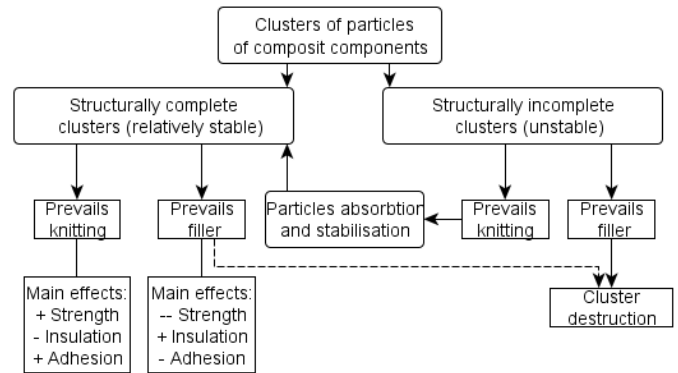 Clusters of particles
of composit components
Structurally complete
clusters (relatively stable)
Structurally incomplete
clusters (unstable)
Prevails
knitting
Prevails
filler
Particles absorbtion
and stabilisation
Prevails
knitting
Prevails
filler
Main effects:
+ Strength
- Insulation
+ Adhesion
Main effects:
-- Strength
+ Insulation
- Adhesion
Cluster
destruction